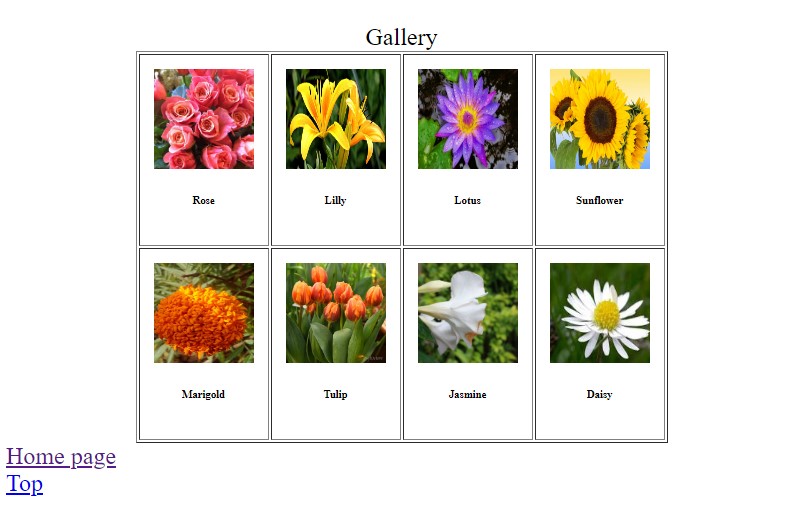 Gallery
Rose
Lilly
Lotus
Sunflower
Marigold
Tulip
Jasmine
Daisy
Home page
Top